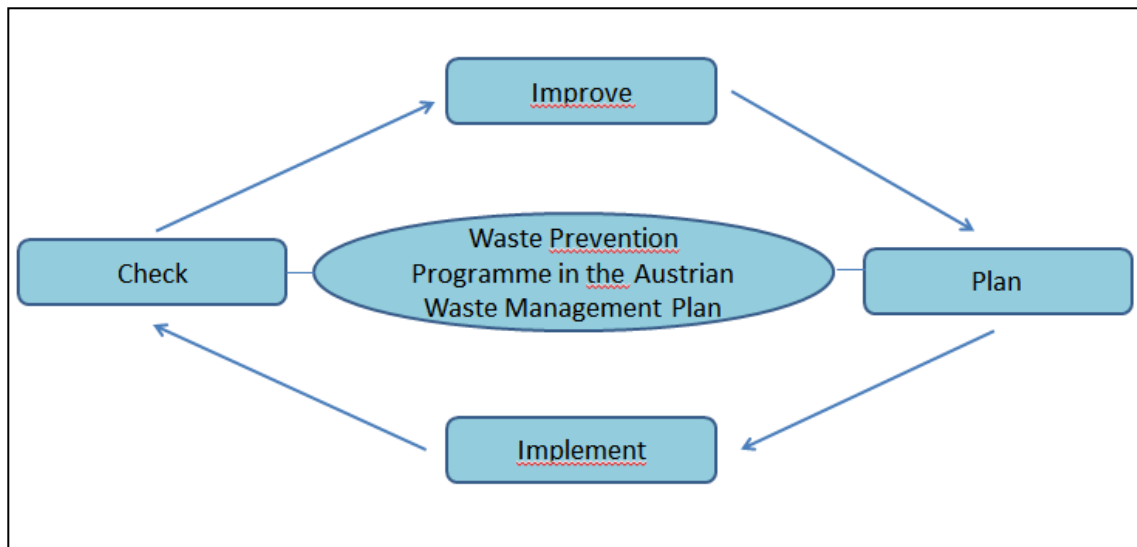 Improve
Waste Prevention
Programme in the Austrian
Waste Management Plan
Check
Plan
Implement